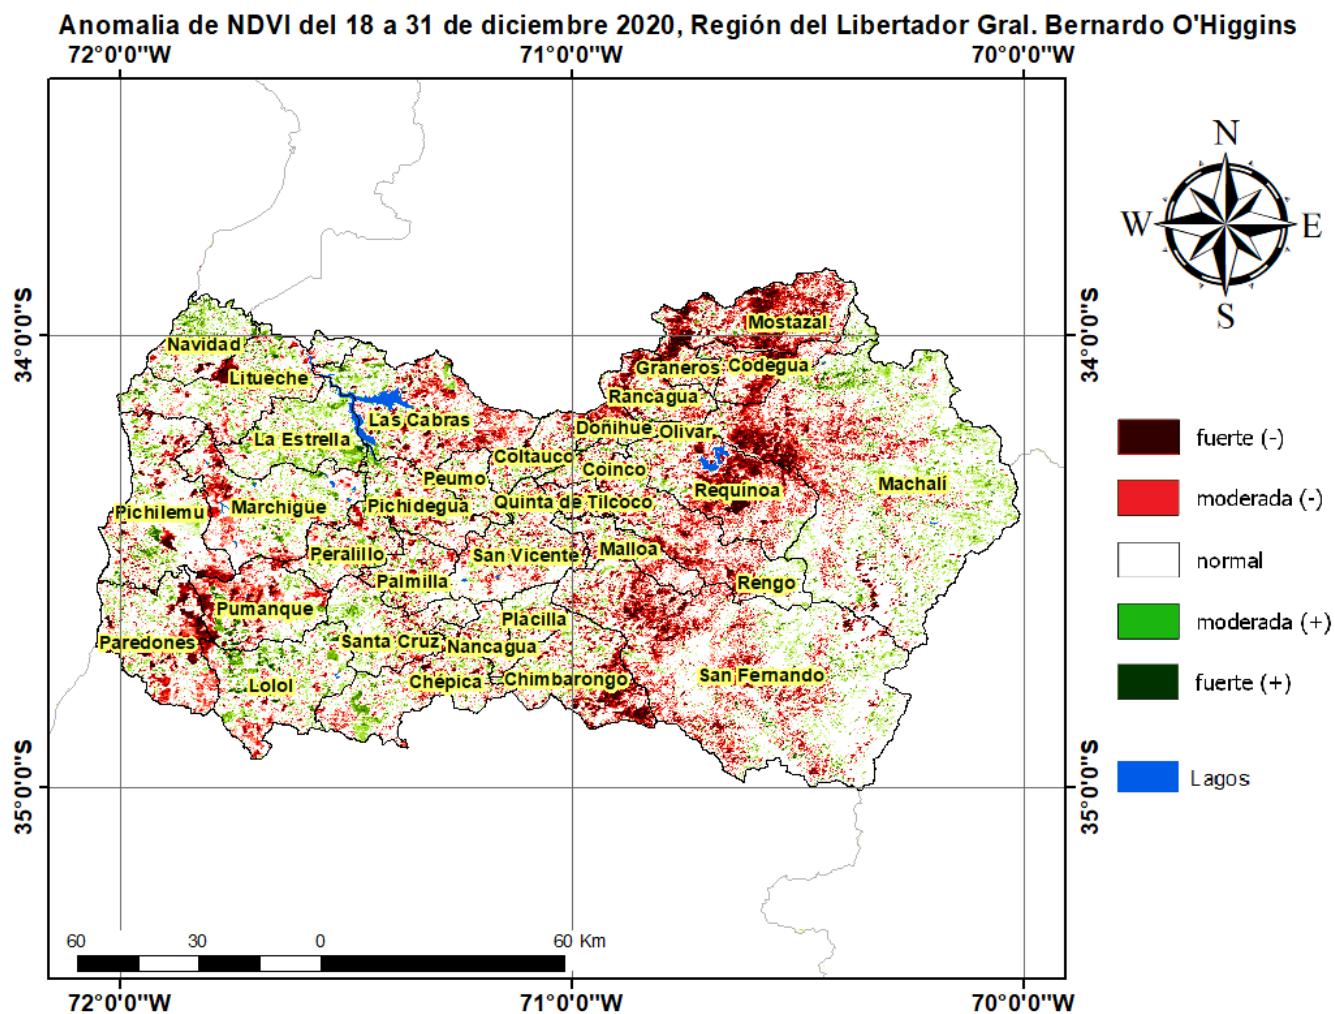 Anomalia de NDVI del 18 a 31 de diciembre 2020, Región del Libertador Gral. Bernardo O'Higgins
72°0'0"W 71°0'0"W 70°0'0"W
N
W E
S
34°0'0"S 34°0'0"S
Mostazal
Navidad
Graneros Codegua
Litueche
Rancagua
Las Cabras
Doñihue Olivar
La Estrella
Coltauco
Coinco
Peumo
Machalí
Requinoa
Quinta de Tilcoco
Pichilemu Marchigue Pichidegua
Malloa
Peralillo San Vicente
Palmilla Rengo
Pumanque
Placilla
Paredones Santa Cruz Nancagua
San Fernando
Lolol Chépica Chimbarongo
fuerte (-)
moderada (-)
normal
moderada (+)
fuerte (+)
Lagos
35°0'0"S 35°0'0"S
60 30 0 60 Km
72°0'0"W 71°0'0"W 70°0'0"W